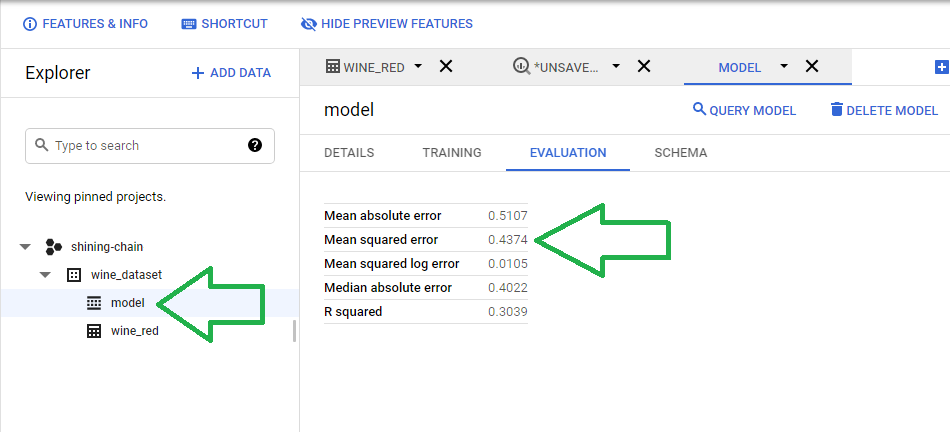 FEATURES & INFO SHORTCUT HIDE PREVIEW FEATURES
Explorer + ADD DATA
WINE_RED *UNSAVE... MODEL
model QUERY MODEL DELETE MODEL
DETAILS TRAINING EVALUATION SCHEMA
Type to search
Viewing pinned projects.
shining-chain
wine_dataset
model
wine_red
Mean absolute error 0.5107
Mean squared error 0.4374
Mean squared log error 0.0105
Median absolute error 0.4022
R squared 0.3039